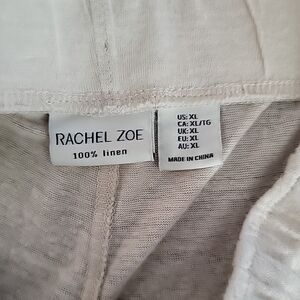 RACHEL ZOE
100% linen
US: XL
CA: XL/TG
UK: XL
EU: XL
AU: XL
MADE IN CHINA